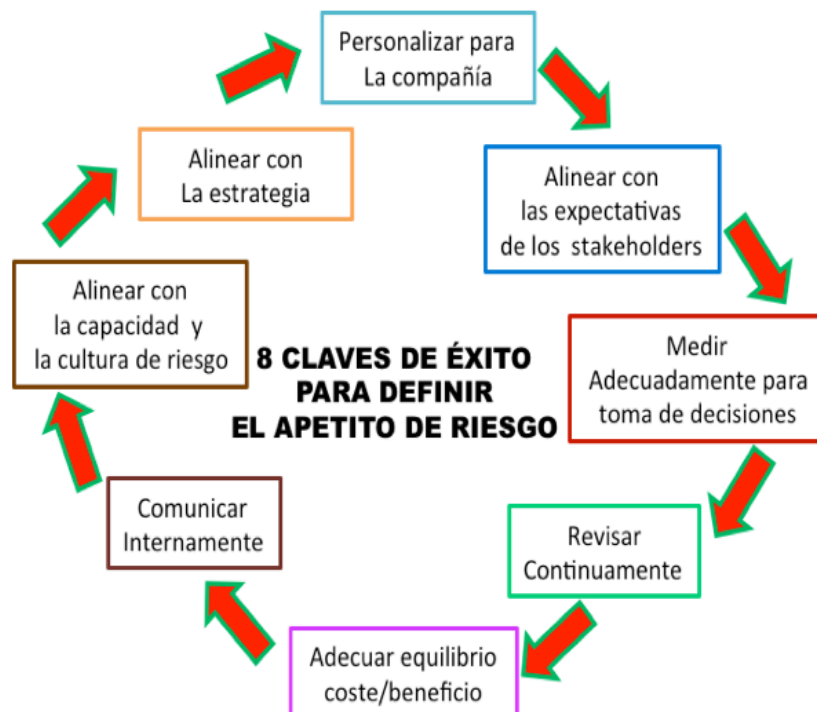 Personalizar para
La compañía
Alinear con
las expectativas
de los stakeholders
Medir
Adecuadamente para
toma de decisiones
Revisar
Continuamente
Adecuar equilibrio
coste/beneficio
Comunicar
Internamente
Alinear con
la capacidad y
la cultura de riesgo
Alinear con
La estrategia
8 CLAVES DE ÉXITO
PARA DEFINIR
EL APETITO DE RIESGO